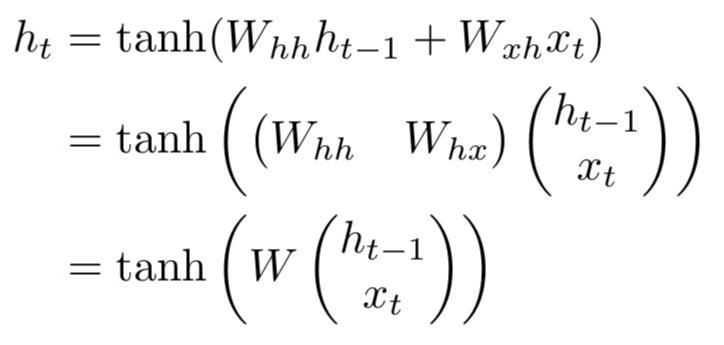 h_t = tanh(W_{hh}h_{t−1} + W_{xh}x_t)
= tanh((W_{hh} W_{hx})(h_{t−1} x_t))
= tanh(W(h_{t−1} x_t))